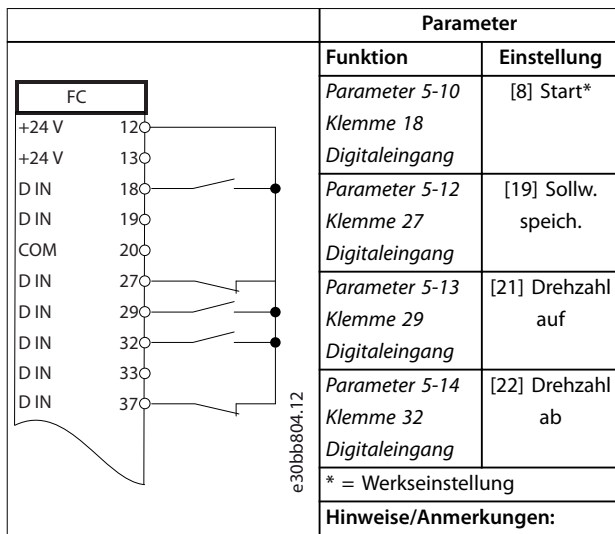 FC
+24 V 12
+24 V 13
D IN 18
D IN 19
COM 20
D IN 27
D IN 29
D IN 32
D IN 33
D IN 37
e30bb804.12
Parameter
Funktion Einstellung
Parameter 5-10 [8] Start*
Klemme 18
Digitaleingang
Parameter 5-12 [19] Sollw.
Klemme 27 speich.
Digitaleingang
Parameter 5-13 [21] Drehzahl
Klemme 29 auf
Digitaleingang
Parameter 5-14 [22] Drehzahl
Klemme 32 ab
Digitaleingang
* = Werkseinstellung
Hinweise/Anmerkungen: